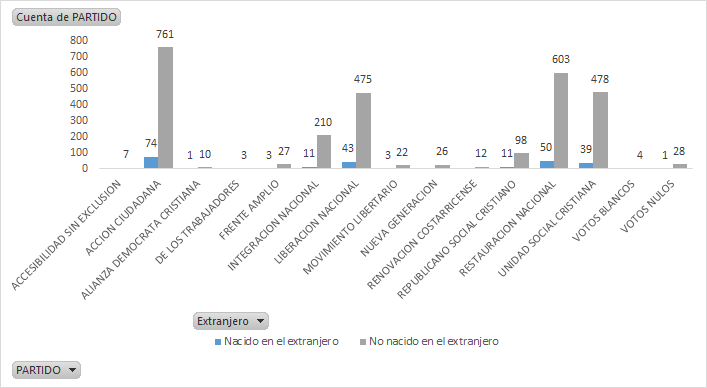 Cuenta de PARTIDO
800
700
600
500
400
300
200
100
0
7
74 761
1 10
3
3 27
11 210
43 475
3 22
26
12
11 98
50 603
39 478
4
1 28
ACCESIBILIDAD SIN EXCLUSION
ACCION CIUDADANA
ALIANZA DEMOCRATA CRISTIANA
DE LOS TRABAJADORES
FRENTE AMPLIO
INTEGRACION NACIONAL
LIBERACION NACIONAL
MOVIMIENTO LIBERTARIO
NUEVA GENERACION
RENOVACION COSTARRICENSE
REPUBLICANO SOCIAL CRISTIANO
RESTAURACION NACIONAL
UNIDAD SOCIAL CRISTIANA
VOTOS BLANCOS
VOTOS NULOS
Extranjero
Nacido en el extranjero No nacido en el extranjero
PARTIDO